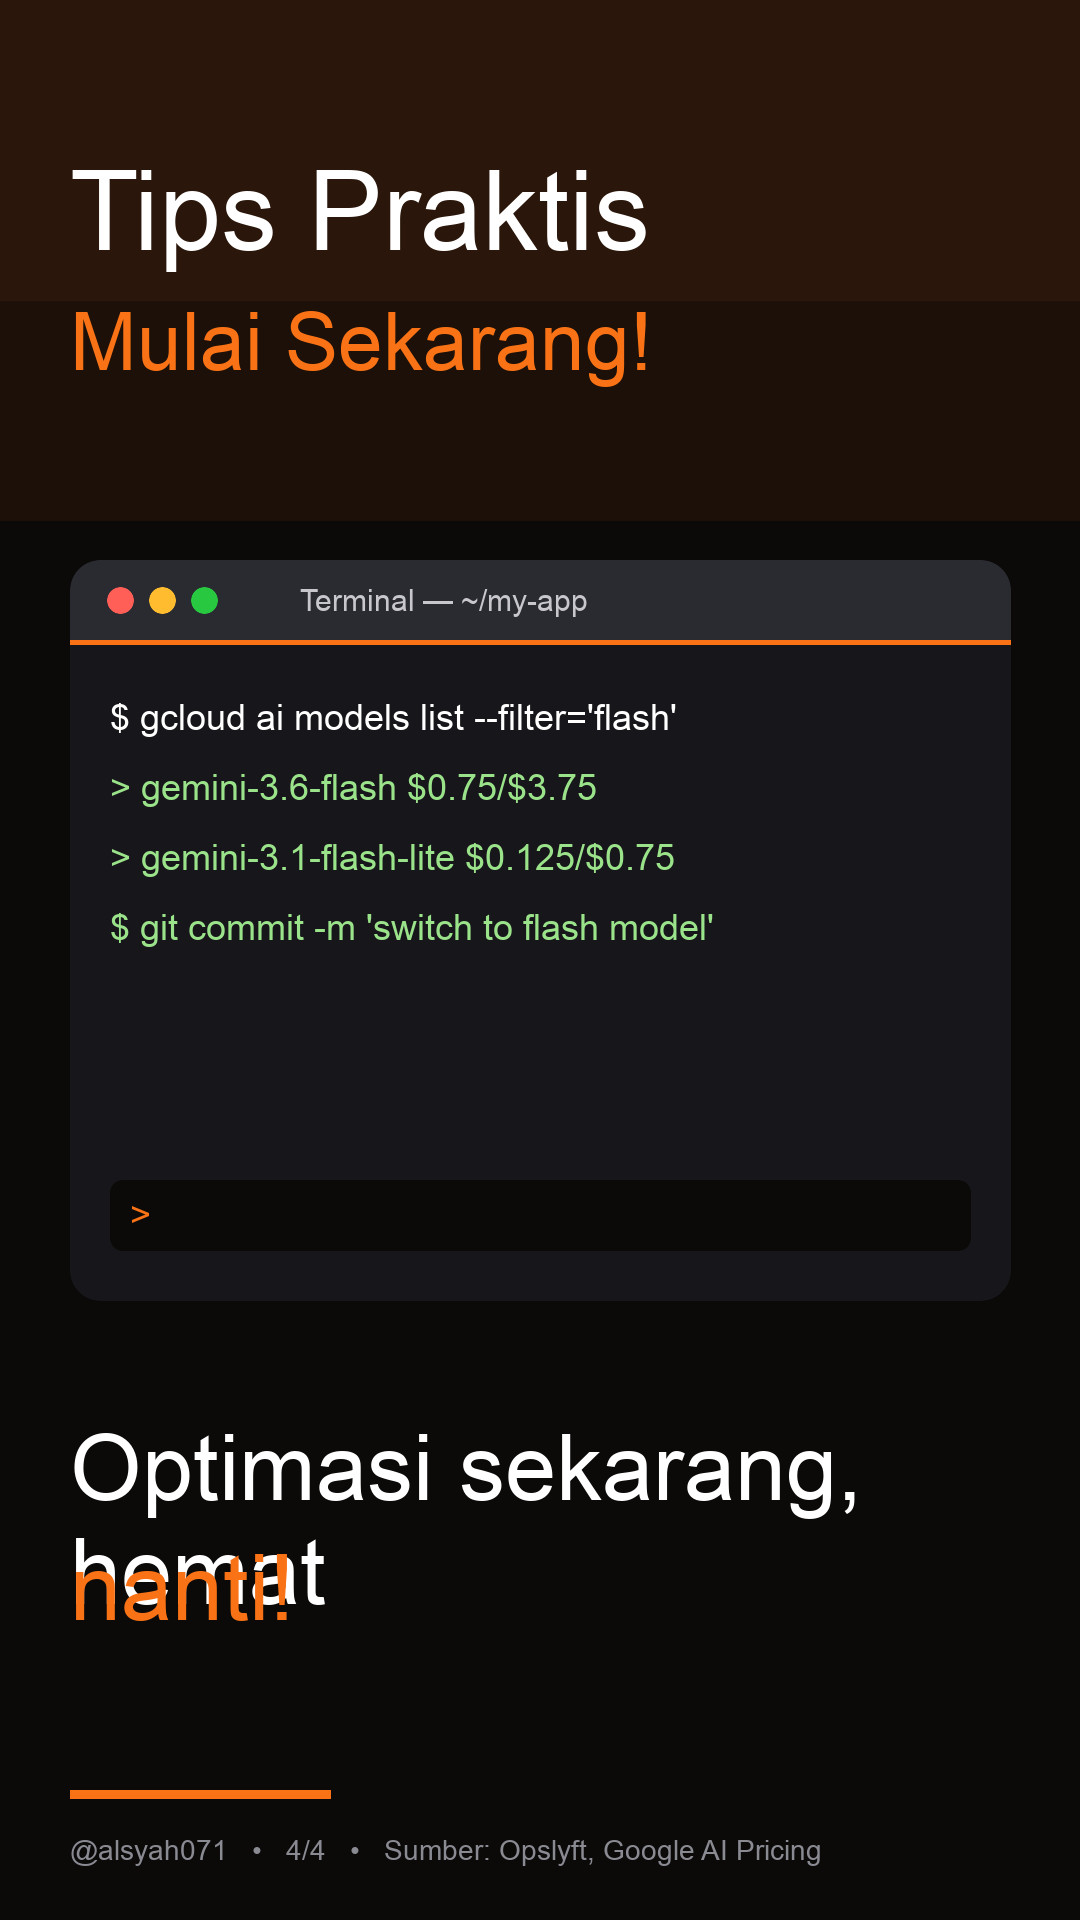 Tips Praktis
Mulai Sekarang!
Terminal — ~/my-app
$ gcloud ai models list --filter='flash'
> gemini-3.6-flash $0.75/$3.75
> gemini-3.1-flash-lite $0.125/$0.75
$ git commit -m 'switch to flash model'
>
Optimasi sekarang,
hemat
nanti!
@alsyah071 • 4/4 • Sumber: Opslyft, Google AI Pricing